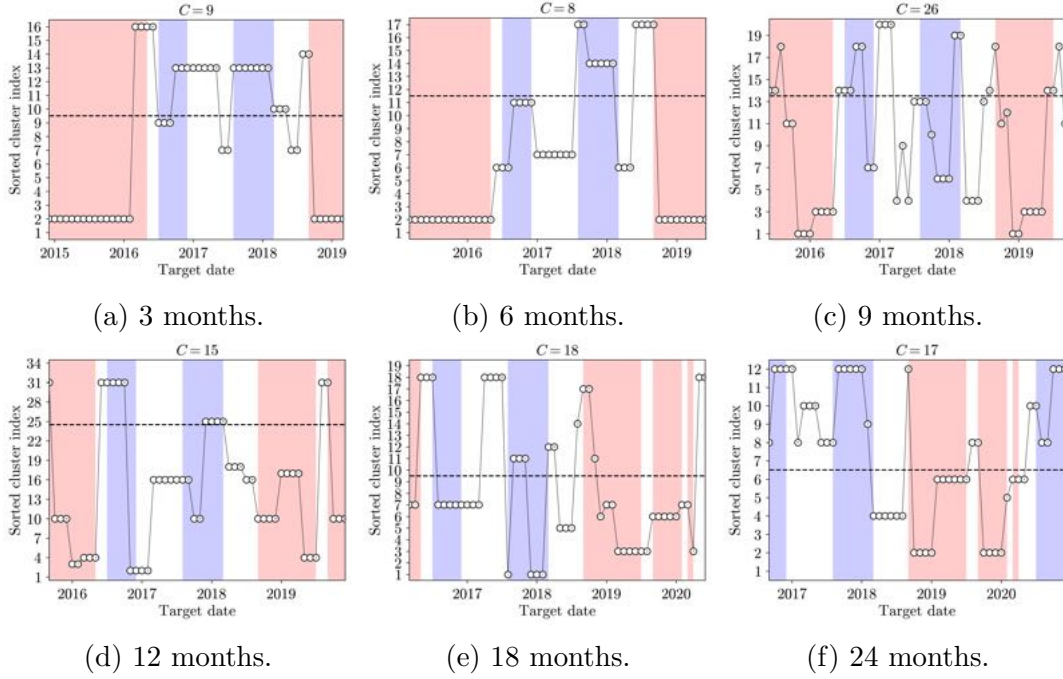 C = 9
16
15
14
13
12
11
10
9
8
7
6
5
4
3
2
1
Sorted cluster index
2015 2016 2017 2018 2019
Target date
(a) 3 months.
C = 8
17
16
15
14
13
12
11
10
9
8
7
6
5
4
3
2
1
Sorted cluster index
2016 2017 2018 2019
Target date
(b) 6 months.
C = 26
19
17
15
13
11
9
7
5
3
1
Sorted cluster index
2016 2017 2018 2019
Target date
(c) 9 months.
C = 15
34
31
28
25
22
19
16
13
10
7
4
1
Sorted cluster index
2016 2017 2018 2019
Target date
(d) 12 months.
C = 18
19
18
17
16
15
14
13
12
11
10
9
8
7
6
5
4
3
2
1
Sorted cluster index
2017 2018 2019 2020
Target date
(e) 18 months.
C = 17
12
11
10
9
8
7
6
5
4
3
2
1
Sorted cluster index
2017 2018 2019 2020
Target date
(f) 24 months.